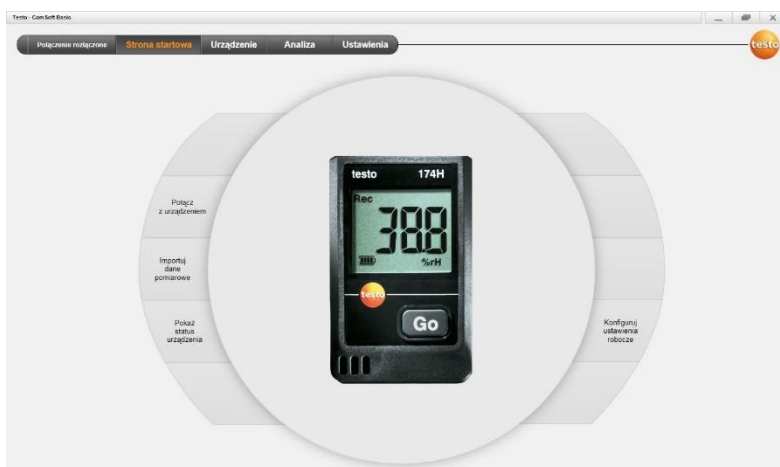 Testo - ComSoft Basic
Połączenie rozłączone Strona startowa Urządzenie Analiza Ustawienia
testo
testo 174H
Rec
38.8
%rH
testo
Go
Połącz
z urządzeniem
Importuj
dane
pomiarowe
Pokaż
status
urządzenia
Konfiguruj
ustawienia
robocze